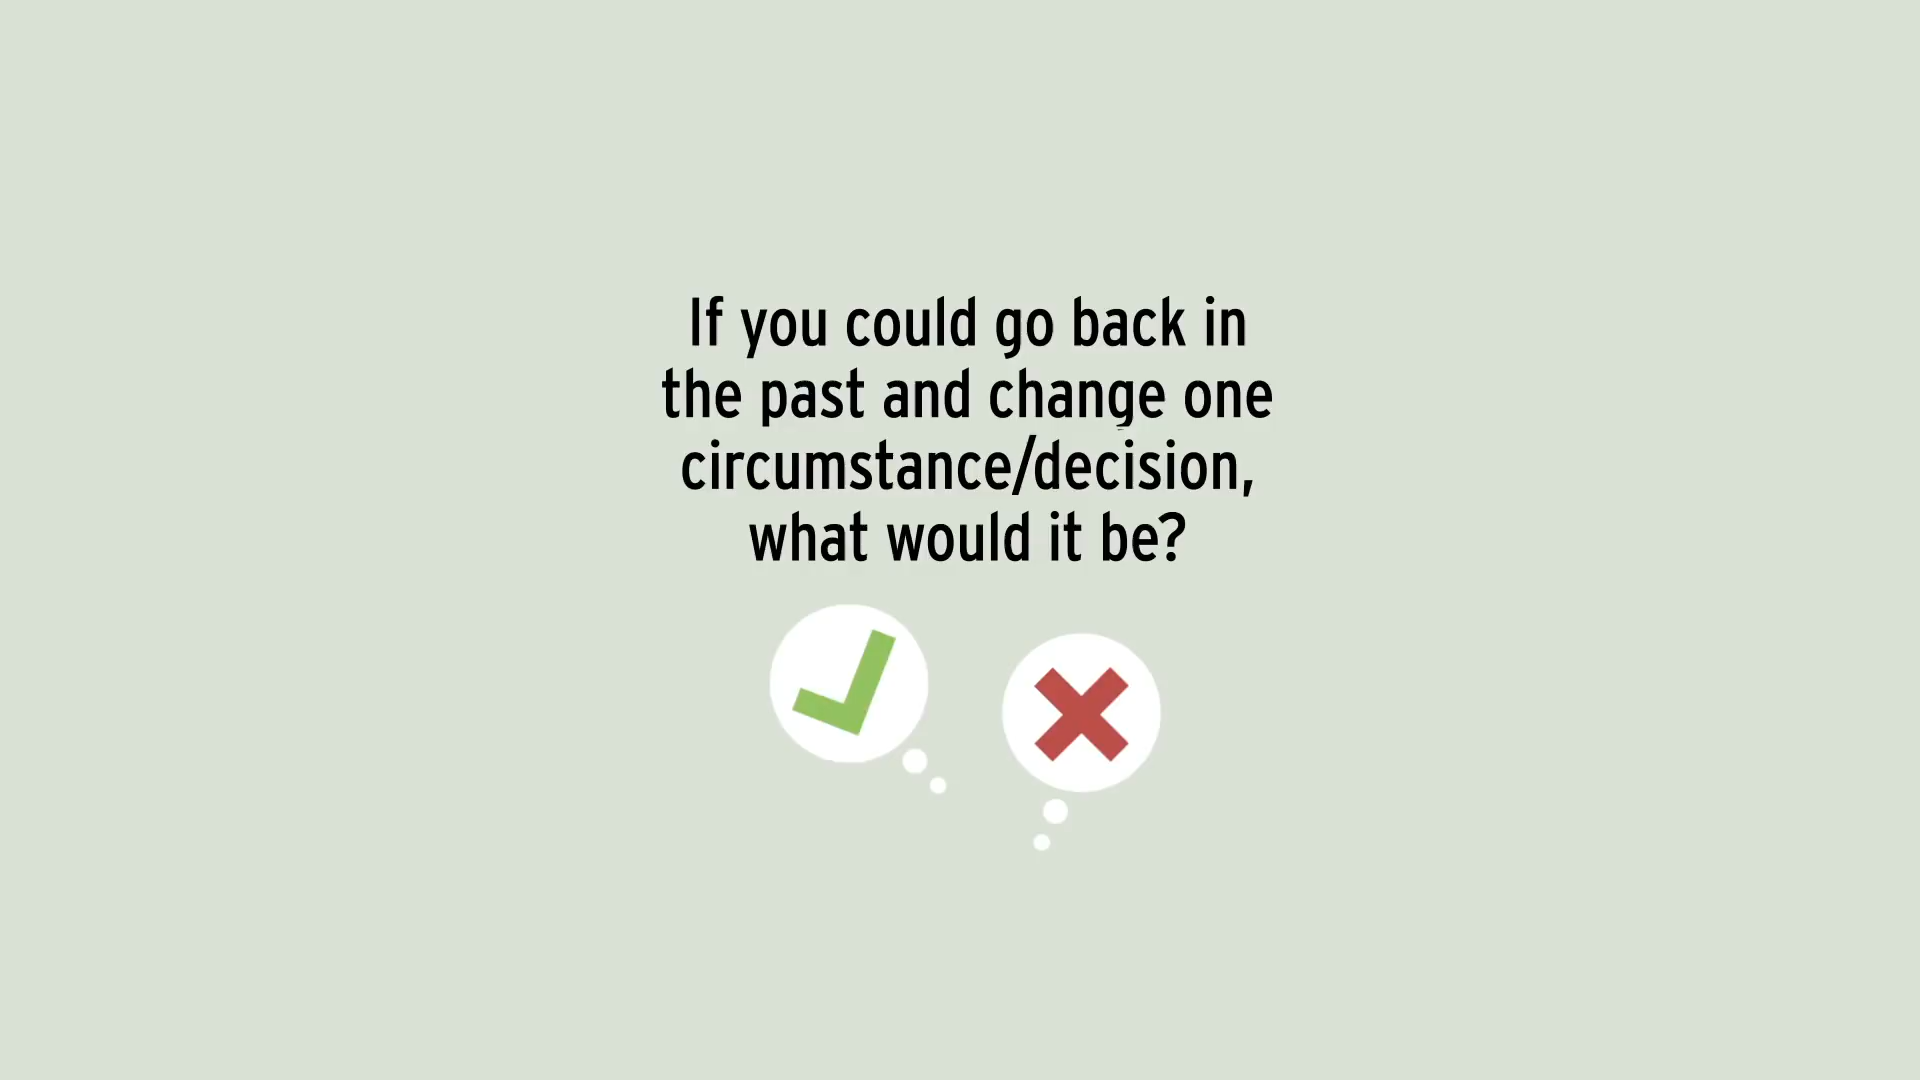 If you could go back in
the past and change one
circumstance/decision,
what would it be?